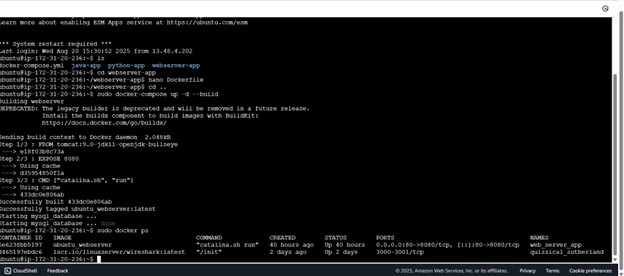 Learn more about enabling ESM Apps service at https://ubuntu.com/esm
*** System restart required ***
Last login: Wed Aug 20 15:30:52 2025 from 13.48.4.202
ubuntu@ip-172-31-20-236:~$ ls
docker-compose.yml java-app python-app webserver-app
ubuntu@ip-172-31-20-236:~$ cd webserver-app
ubuntu@ip-172-31-20-236:~/webserver-app$ nano Dockerfile
ubuntu@ip-172-31-20-236:~/webserver-app$ cd ..
ubuntu@ip-172-31-20-236:~$ sudo docker-compose up -d --build
Building webserver
DEPRECATED: The legacy builder is deprecated and will be removed in a future release.
Install the buildx component to build images with BuildKit:
https://docs.docker.com/go/buildx/
Sending build context to Docker daemon 2.048kB
Step 1/3 : FROM tomcat:9.0-jdk11-openjdk-bullseye
---> e18f03b8c73a
Step 2/3 : EXPOSE 8080
---> Using cache
---> d35954850f1a
Step 3/3 : CMD ["catalina.sh", "run"]
---> Using cache
---> 433dc0e806ab
Successfully built 433dc0e806ab
Successfully tagged ubuntu_webserver:latest
Starting mysql_database ...
Starting mysql_database ... done
ubuntu@ip-172-31-20-236:~$ sudo docker ps
CONTAINER ID IMAGE COMMAND CREATED STATUS PORTS NAMES
6e6238bb5197 ubuntu_webserver "catalina.sh run" 40 hours ago Up 40 hours 0.0.0.0:80->8080/tcp, [::]:80->8080/tcp web_server_app
d465197eb9c6 lscr.io/linuxserver/wireshark:latest "/init" 2 days ago Up 2 days 3000-3001/tcp quirrical_sutherland
ubuntu@ip-172-31-20-236:~$
CloudShell Feedback © 2025, Amazon Web Services, Inc. or its affiliates. Privacy Terms Cookie preferences